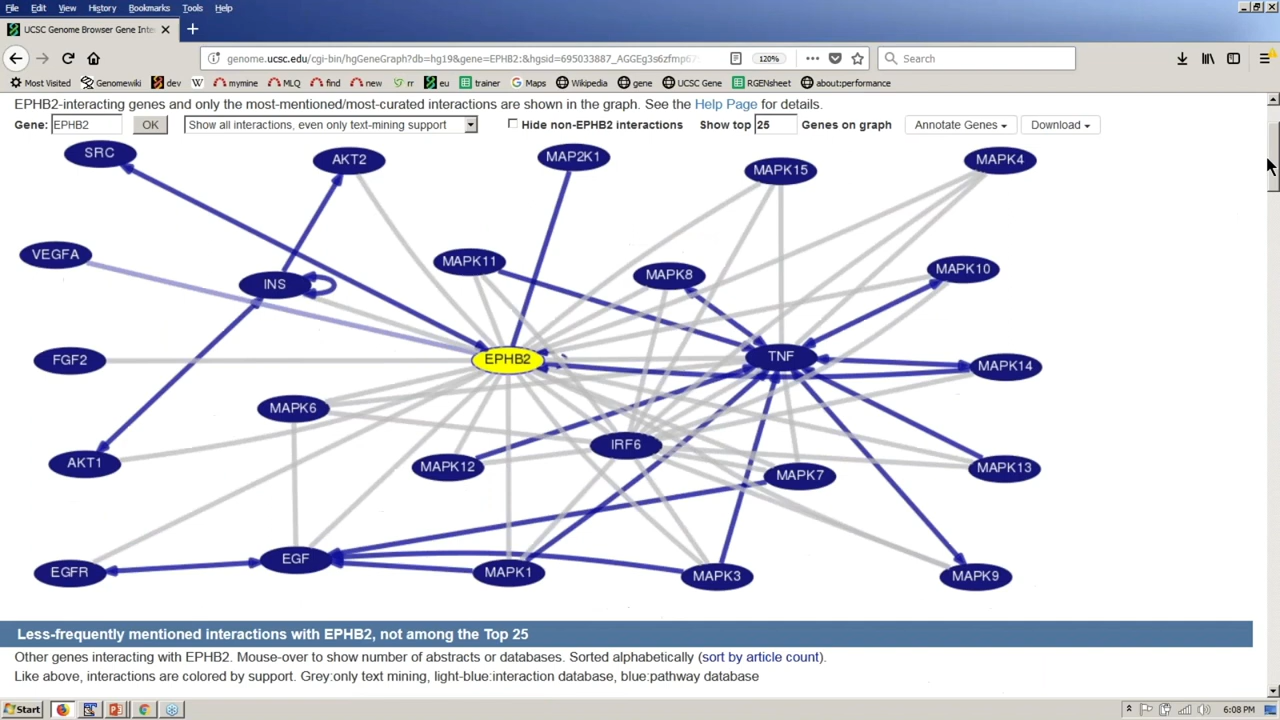 File Edit View History Bookmarks Tools Help
UCSC Genome Browser Gene Inte
genome.ucsc.edu/cgi-bin/hgGeneGraph?db=hg19&gene=EPHB2:&hgsid=695033887_AGGEg3s6zfmp6 120% Search
Most Visited Genomewiki dev mymine MLQ find new rr eu trainer Maps Wikipedia gene UCSC Gene RGENsheet about:performance
EPHB2-interacting genes and only the most-mentioned/most-curated interactions are shown in the graph. See the Help Page for details.
Gene: EPHB2 OK Show all interactions, even only text-mining support Hide non-EPHB2 interactions Show top 25 Genes on graph Annotate Genes Download
SRC AKT2 MAP2K1 MAPK15 MAPK4
VEGFA INS MAPK11 MAPK8 MAPK10
FGF2 EPHB2 TNF MAPK14
MAPK6 IRF6
AKT1 MAPK12 MAPK7 MAPK13
EGFR EGF MAPK1 MAPK3 MAPK9
Less-frequently mentioned interactions with EPHB2, not among the Top 25
Other genes interacting with EPHB2. Mouse-over to show number of abstracts or databases. Sorted alphabetically (sort by article count).
Like above, interactions are colored by support. Grey:only text mining, light-blue:interaction database, blue:pathway database
Start 6:08 PM